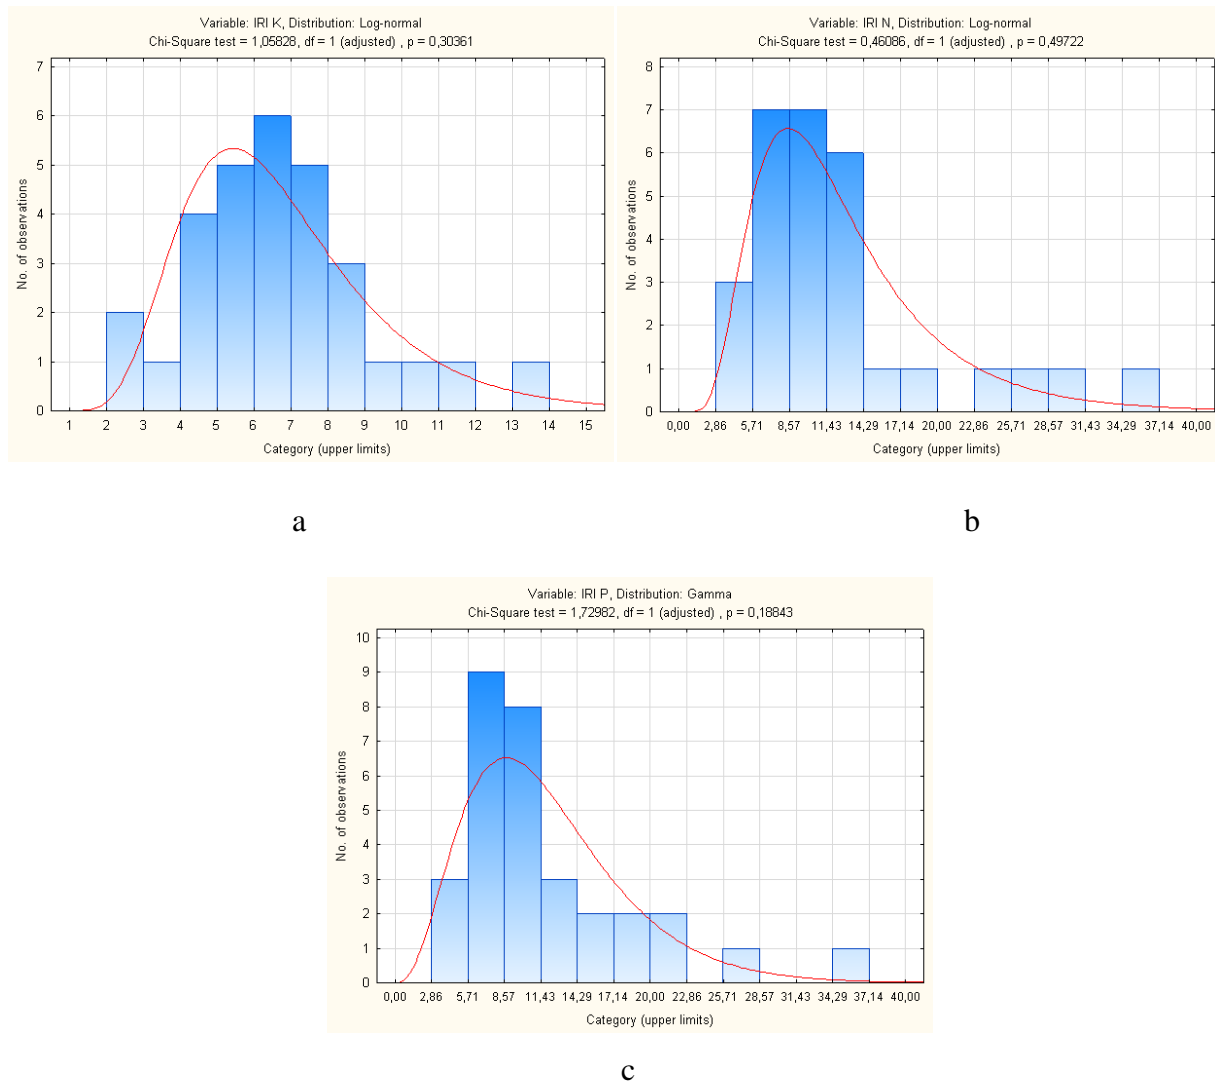 Variable: IRI K, Distribution: Log-normal
Chi-Square test = 1,05828, df = 1 (adjusted) , p = 0,30361
7
6
5
4
3
2
1
0
No. of observations
1 2 3 4 5 6 7 8 9 10 11 12 13 14 15
Category (upper limits)
a
Variable: IRI N, Distribution: Log-normal
Chi-Square test = 0,46086, df = 1 (adjusted) , p = 0,49722
8
7
6
5
4
3
2
1
0
No. of observations
0,00 2,86 5,71 8,57 11,43 14,29 17,14 20,00 22,86 25,71 28,57 31,43 34,29 37,14 40,00
Category (upper limits)
b
Variable: IRI P, Distribution: Gamma
Chi-Square test = 1,72982, df = 1 (adjusted) , p = 0,18843
10
9
8
7
6
5
4
3
2
1
0
No. of observations
0,00 2,86 5,71 8,57 11,43 14,29 17,14 20,00 22,86 25,71 28,57 31,43 34,29 37,14 40,00
Category (upper limits)
c